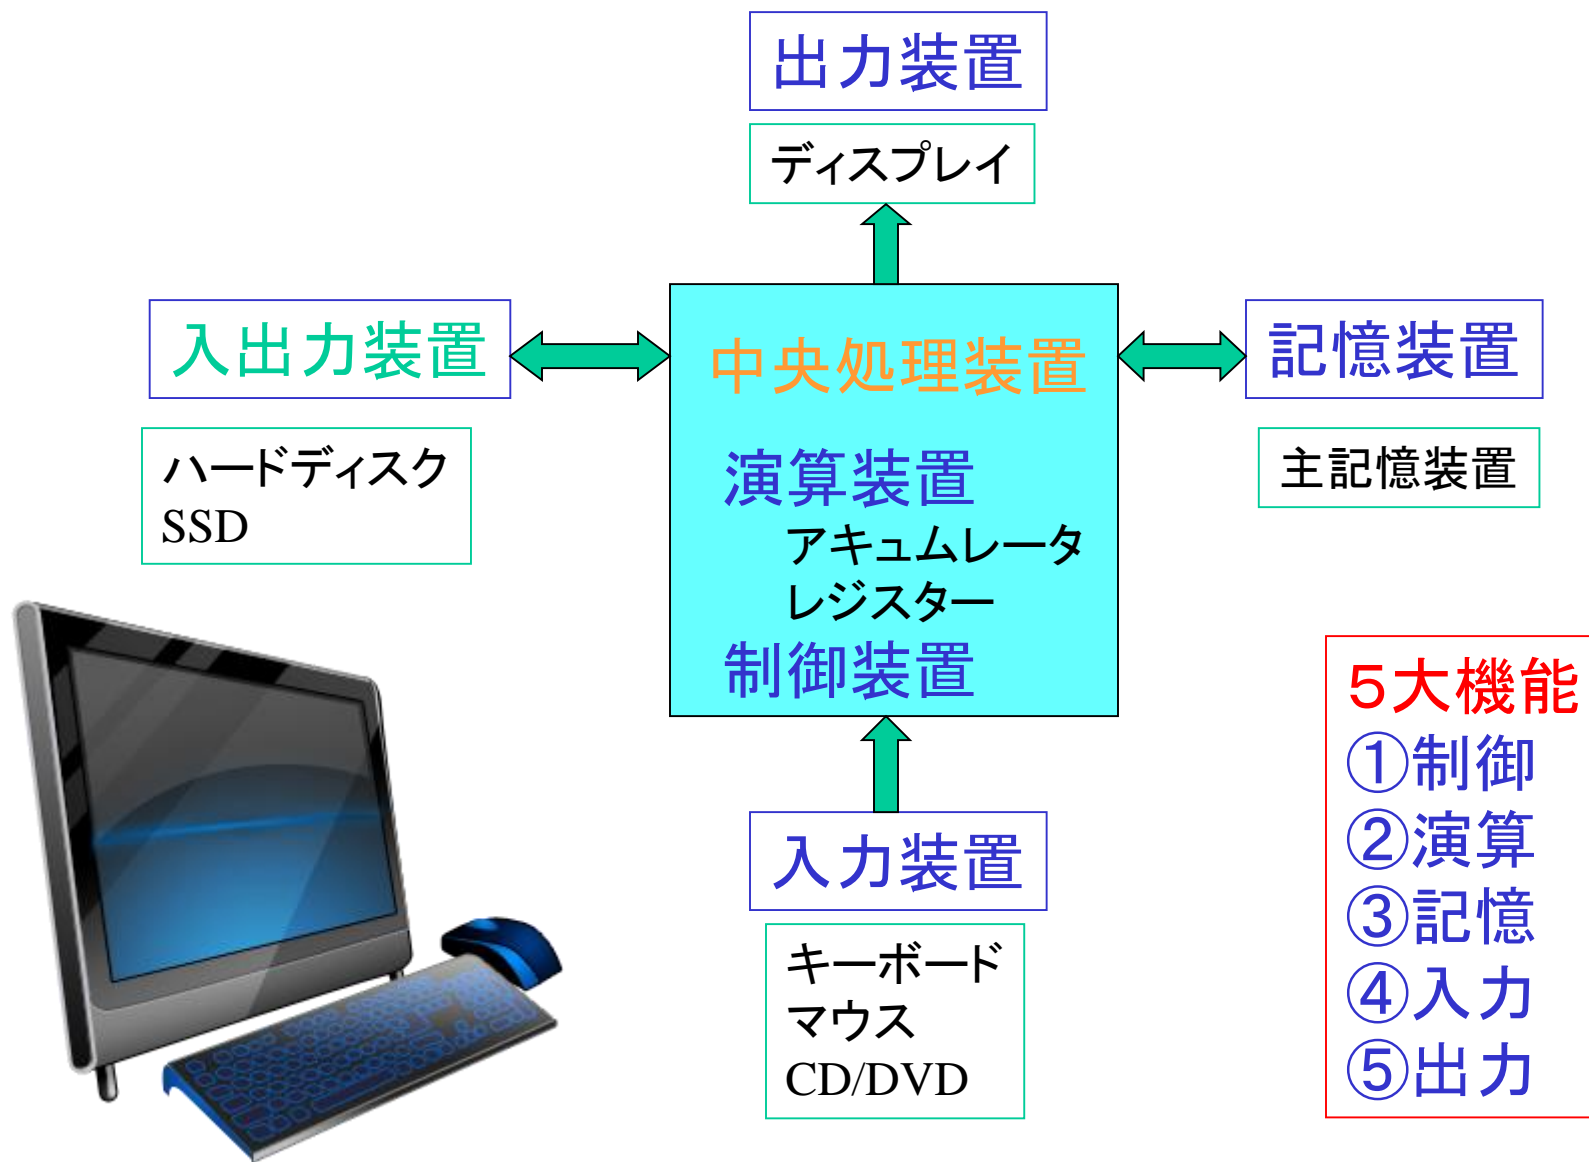 出力装置
ディスプレイ
入出力装置
ハードディスク
SSD
中央処理装置
演算装置
アキュムレータ
レジスター
制御装置
記憶装置
主記憶装置
入力装置
キーボード
マウス
CD/DVD
5大機能
①制御
②演算
③記憶
④入力
⑤出力